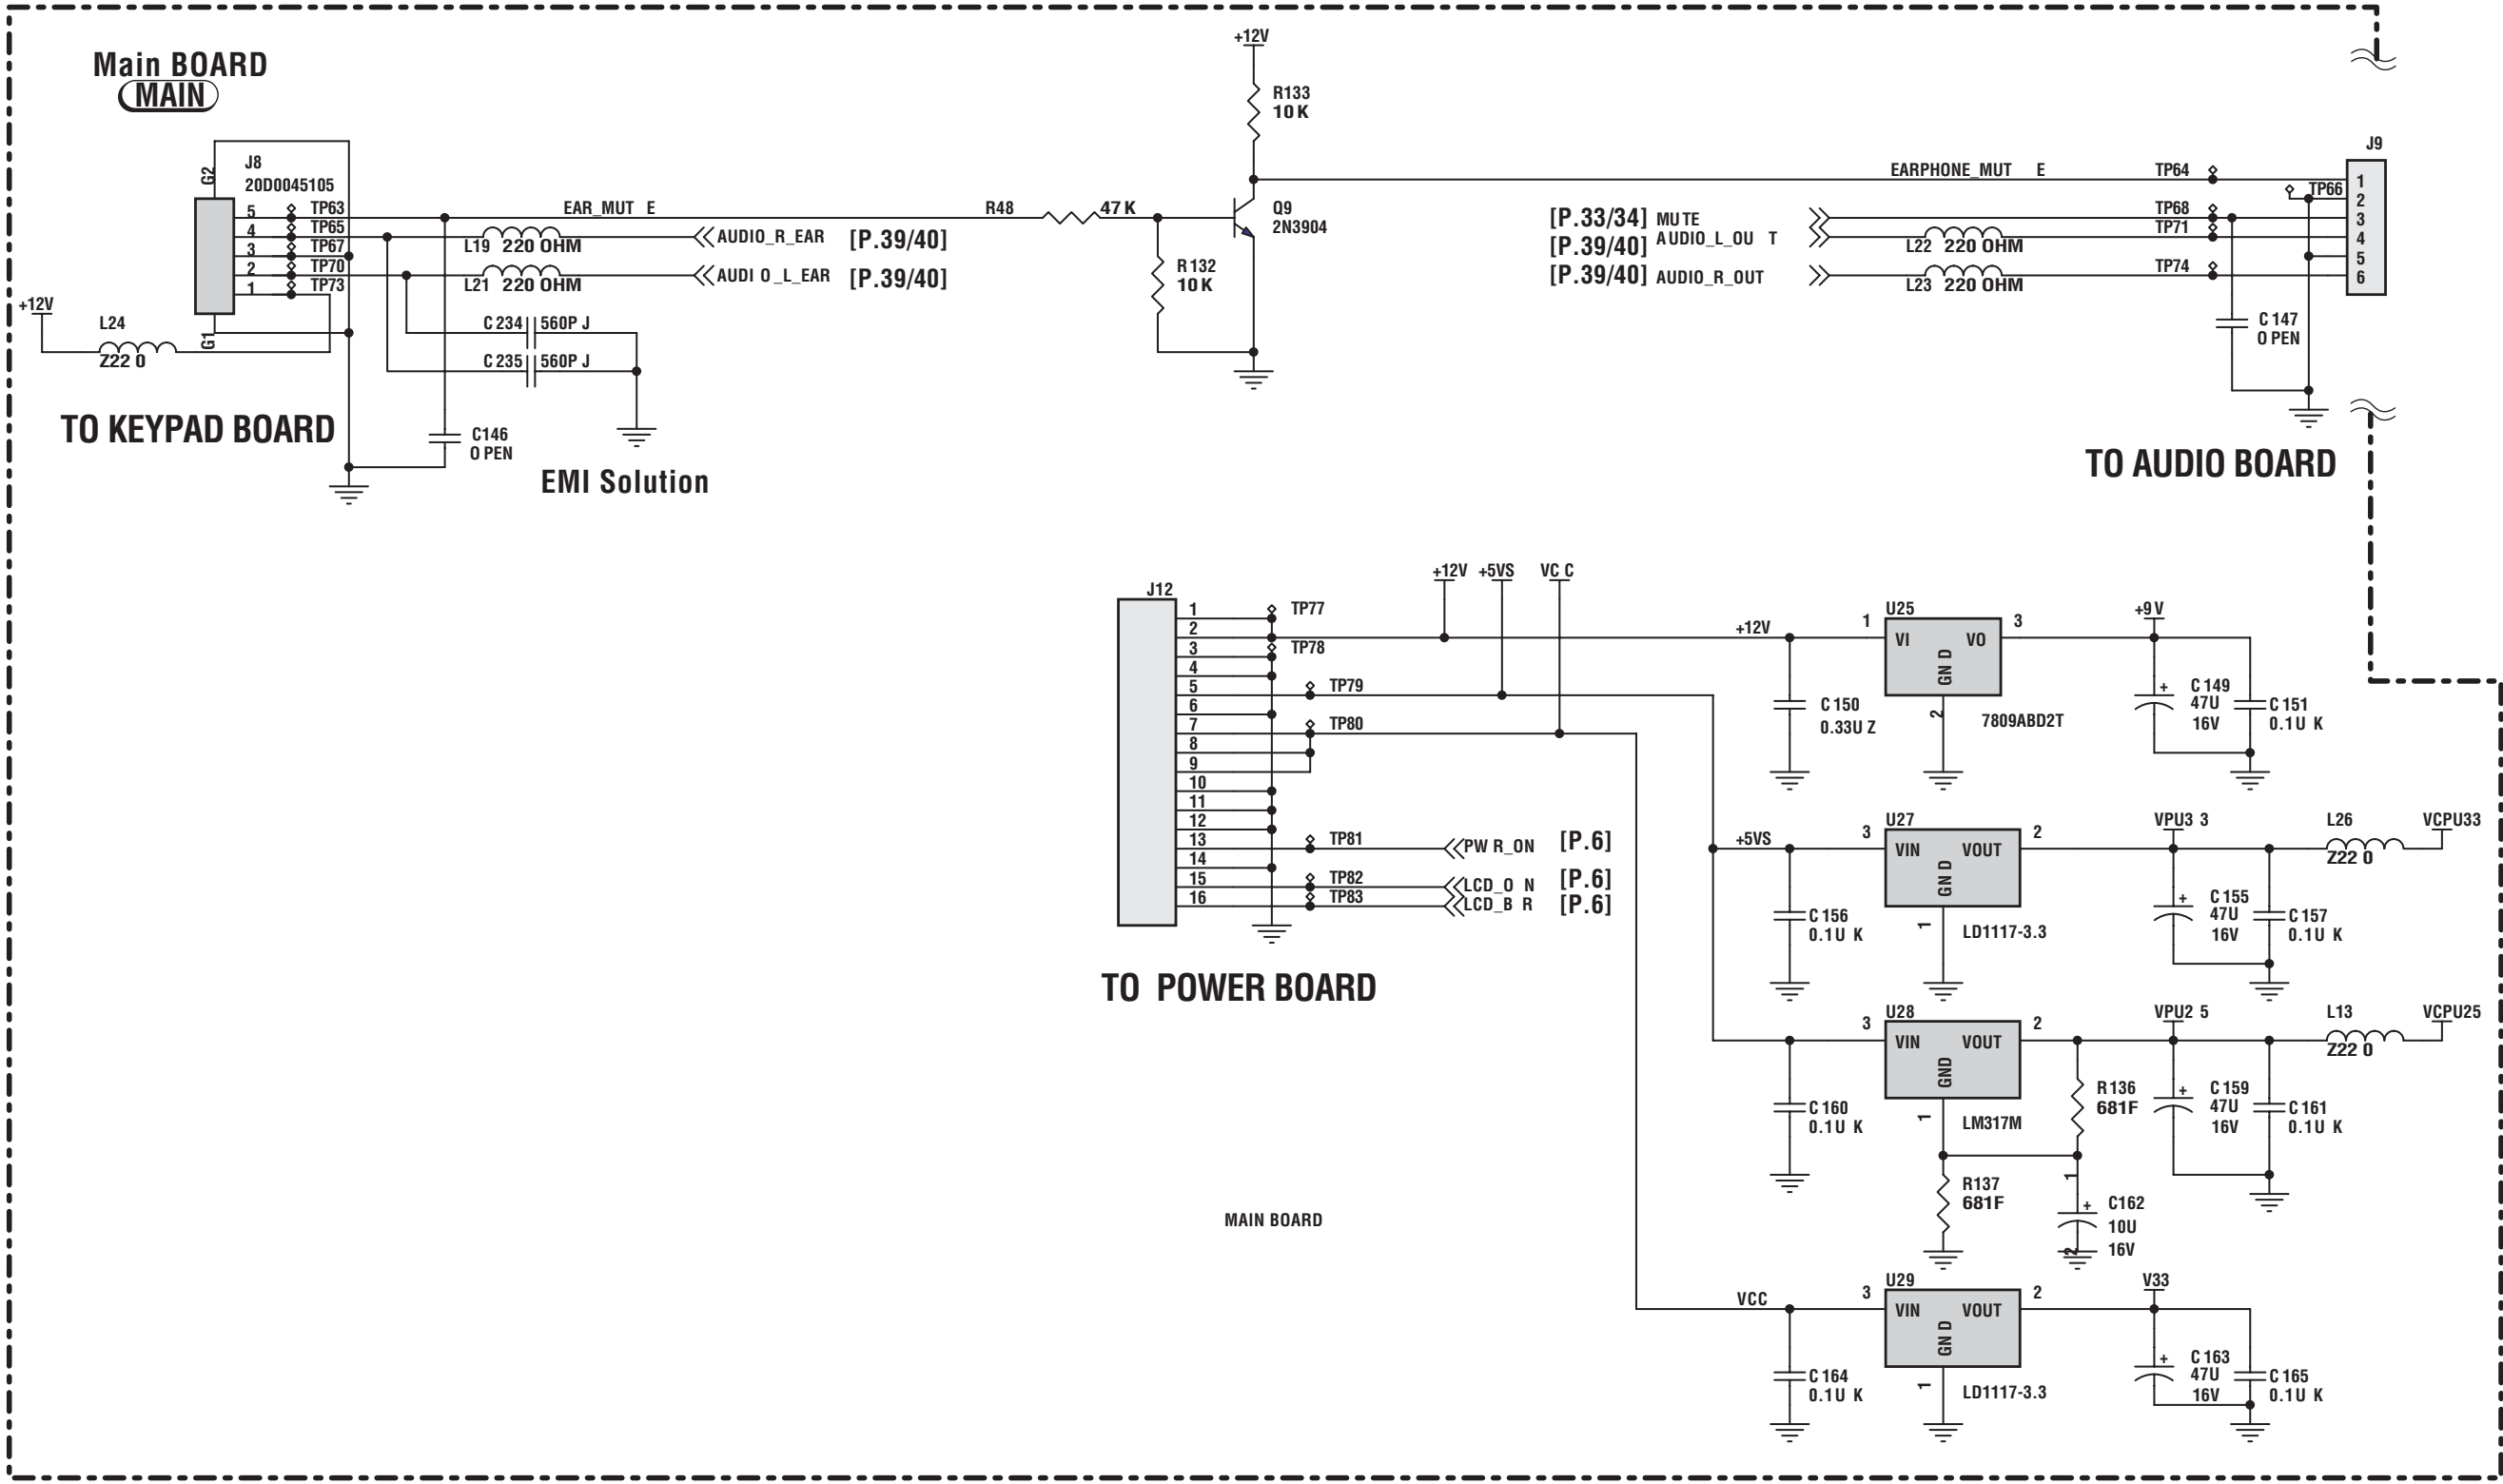 Main BOARD
MAIN
J8
20D0045105
G2
G1
5
4
3
2
1
TP63
TP65
TP67
TP70
TP73
EAR_MUT E
L19 220 OHM
AUDIO_R_EAR [P.39/40]
L21 220 OHM
AUDI O_L_EAR [P.39/40]
+12V
L24
Z22 0
C 234 560P J
C 235 560P J
C146
O PEN
TO KEYPAD BOARD
EMI Solution
+12V
R133
10 K
R48 47 K
Q9
2N3904
R 132
10 K
EARPHONE_MUT E
[P.33/34] MU TE
[P.39/40] AUDIO_L_OU T
[P.39/40] AUDIO_R_OUT
L22 220 OHM
L23 220 OHM
TP64
TP66
TP68
TP71
TP74
J9
1
2
3
4
5
6
C 147
O PEN
TO AUDIO BOARD
J12
1
2
3
4
5
6
7
8
9
10
11
12
13
14
15
16
TP77
TP78
TP79
TP80
TP81
TP82
TP83
+12V +5VS VC C
PW R_ON [P.6]
LCD_O N [P.6]
LCD_B R [P.6]
TO POWER BOARD
+12V
C 150
0.33U Z
U25
1 VI VO 3
GN D
2
7809ABD2T
+9 V
C 149
+
47U
16V
C 151
0.1U K
+5VS
C 156
0.1U K
U27
3 VIN VOUT 2
GN D
1
LD1117-3.3
VPU3 3
C 155
+
47U
16V
C 157
0.1U K
L26
Z22 0
VCPU33
C 160
0.1U K
U28
3 VIN VOUT 2
GND
1
LM317M
R136
681F
R137
681F
1
+
C162
10U
16V
2
VPU2 5
C 159
+
47U
16V
C 161
0.1U K
L13
Z22 0
VCPU25
MAIN BOARD
VCC
C 164
0.1U K
U29
3 VIN VOUT 2
GN D
1
LD1117-3.3
V33
C 163
+
47U
16V
C 165
0.1U K